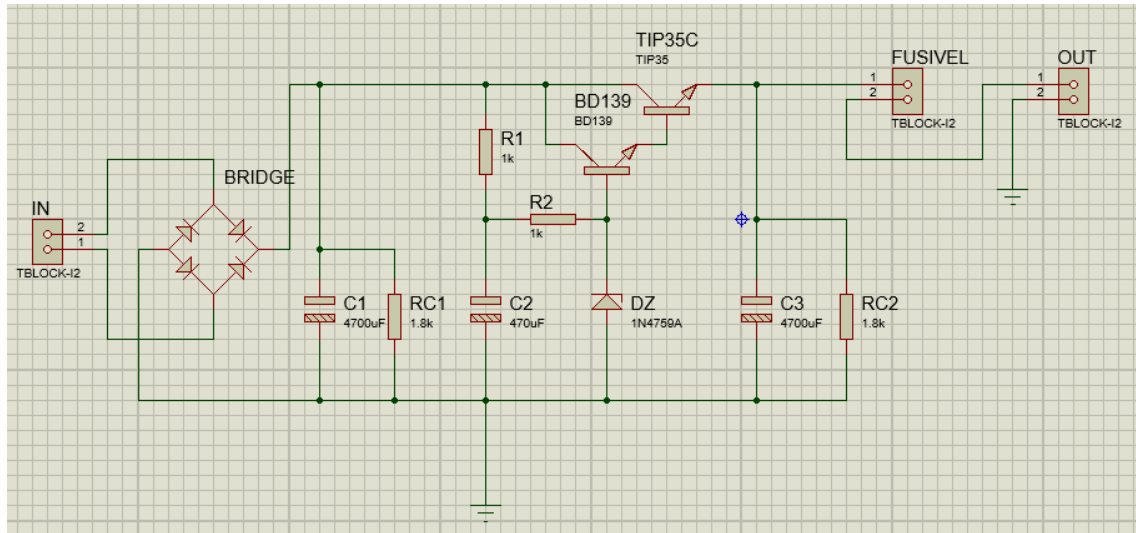 TIP35C
TIP35
FUSIVEL
1
2
TBLOCK-I2
OUT
1
2
TBLOCK-I2
BD139
BD139
R1
1k
BRIDGE
R2
1k
IN
2
1
TBLOCK-I2
C1
4700uF
RC1
1.8k
C2
470uF
DZ
1N4759A
C3
4700uF
RC2
1.8k